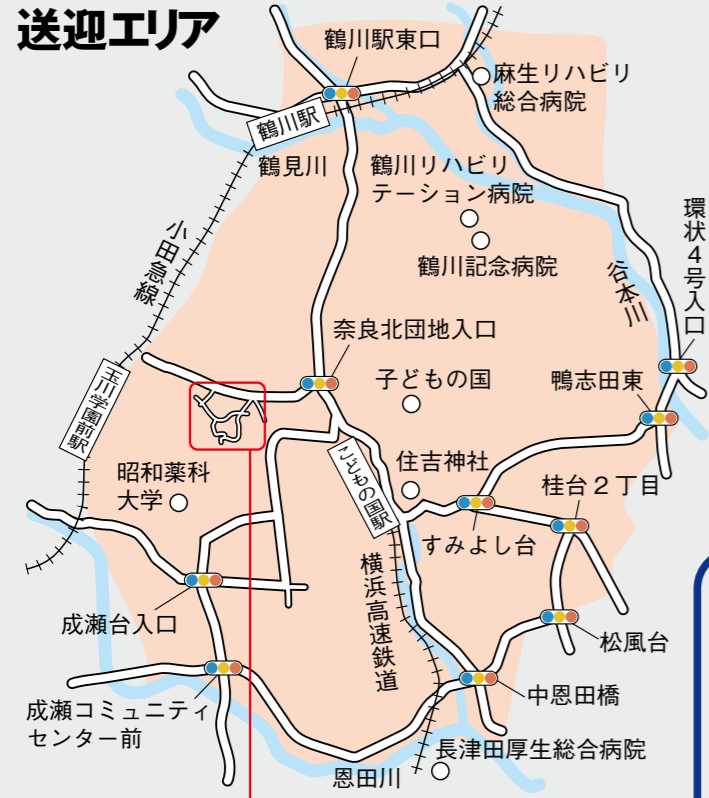 送迎エリア
鶴川駅東口
麻生リハビリ
総合病院
鶴川駅
鶴見川
鶴川リハビリ
テーション病院
鶴川記念病院
環状4号入口
小田急線
谷本川
奈良北団地入口
子どもの国
鴨志田東
玉川学園前駅
こどもの国駅
住吉神社
昭和薬科
大学
桂台2丁目
すみよし台
横浜高速鉄道
成瀬台入口
松風台
中恩田橋
成瀬コミュニティ
センター前
長津田厚生総合病院
恩田川